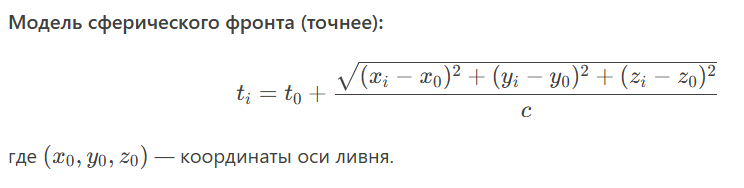 Модель сферического фронта (точнее):
t_i = t_0 + \frac{\sqrt{(x_i − x_0)^2 + (y_i − y_0)^2 + (z_i − z_0)^2}}{c}
где (x_0, y_0, z_0) — координаты оси ливня.